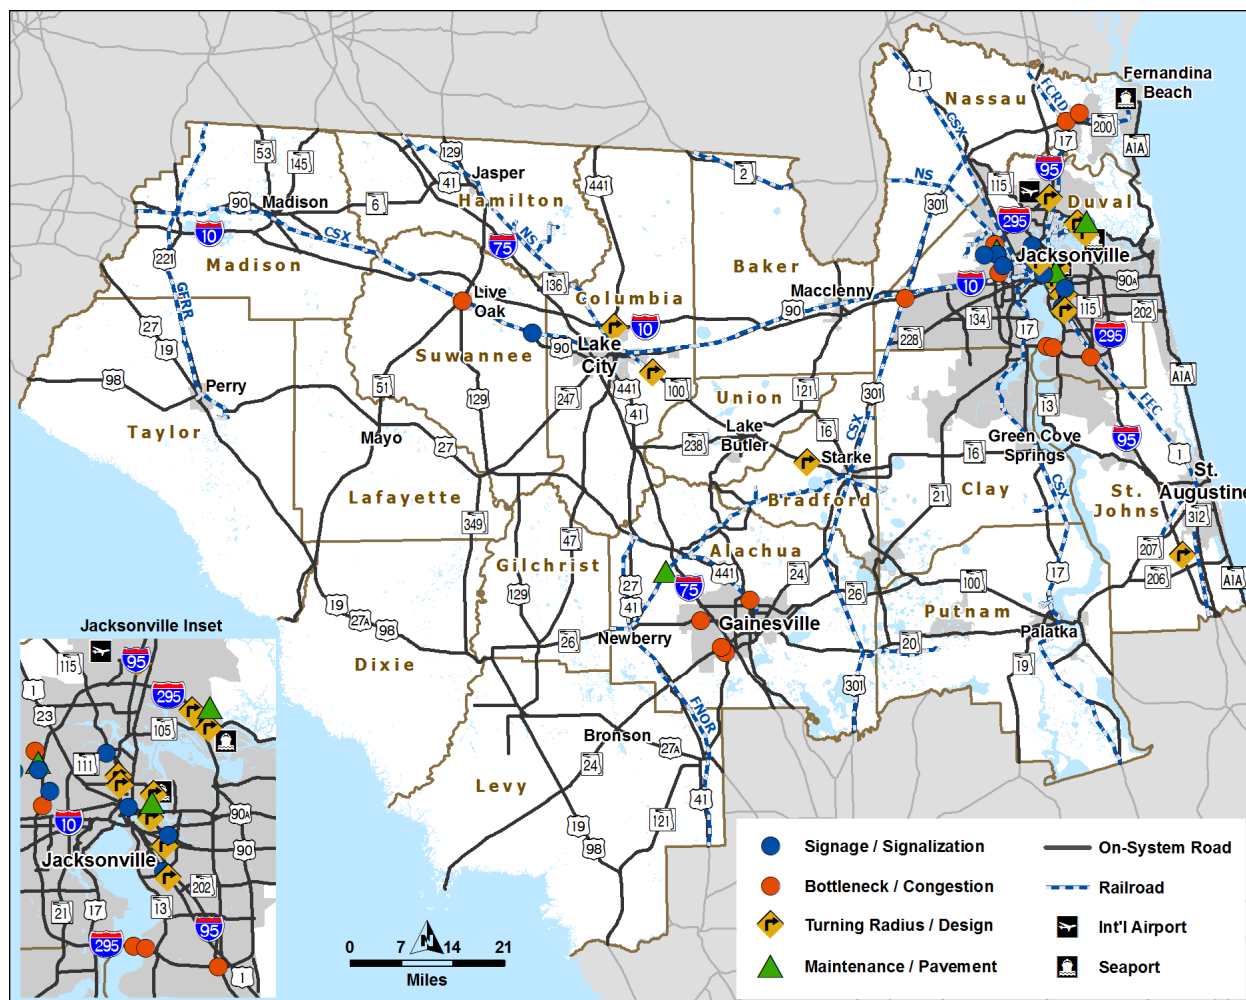 Fernandina
Beach
Nassau
FCRD
CSX
1
200
17
A1A
95
NS
115
301
295
Duval
Jacksonville
10
90A
53
145
129
Jasper
41
Hamilton
441
2
90
Madison
6
10
CSX
75
NS
221
Madison
GFRR
136
Baker
Macclenny
Columbia
10
90
Live
Oak
90
Lake
City
Suwannee
27
19
98
Perry
51
129
247
441
41
100
Union
121
228
134
17
115
202
295
A1A
301
CSX
13
FEC
Taylor
Mayo
27
238
Lake
Butler
16
Starke
16
Green Cove
Springs
95
1
St.
Augustine
Lafayette
349
Bradford
21
Clay
CSX
St.
Johns
312
47
Gilchrist
129
Alachua
441
75
24
26
100
17
207
206
A1A
27
41
19
27A
98
26
Newberry
Gainesville
Putnam
Palatka
20
19
Dixie
301
FNOR
Bronson
27A
24
Levy
41
121
19
98
Jacksonville Inset
115
95
1
23
295
105
111
10
90A
90
Jacksonville
202
21
17
13
95
295
1
N
0 7 14 21
Miles
Signage / Signalization
Bottleneck / Congestion
Turning Radius / Design
Maintenance / Pavement
On-System Road
Railroad
Int'l Airport
Seaport